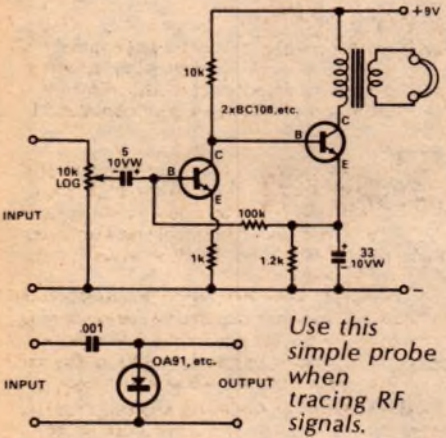 +9V
10k
2xBC108,etc.
C
B
E
5
10VW
- +
10k
LOG
INPUT
C
B
E
100k
1k
1.2k
+
33
- 10VW
-
.001
OA91, etc.
INPUT
OUTPUT
Use this
simple probe
when
tracing RF
signals.